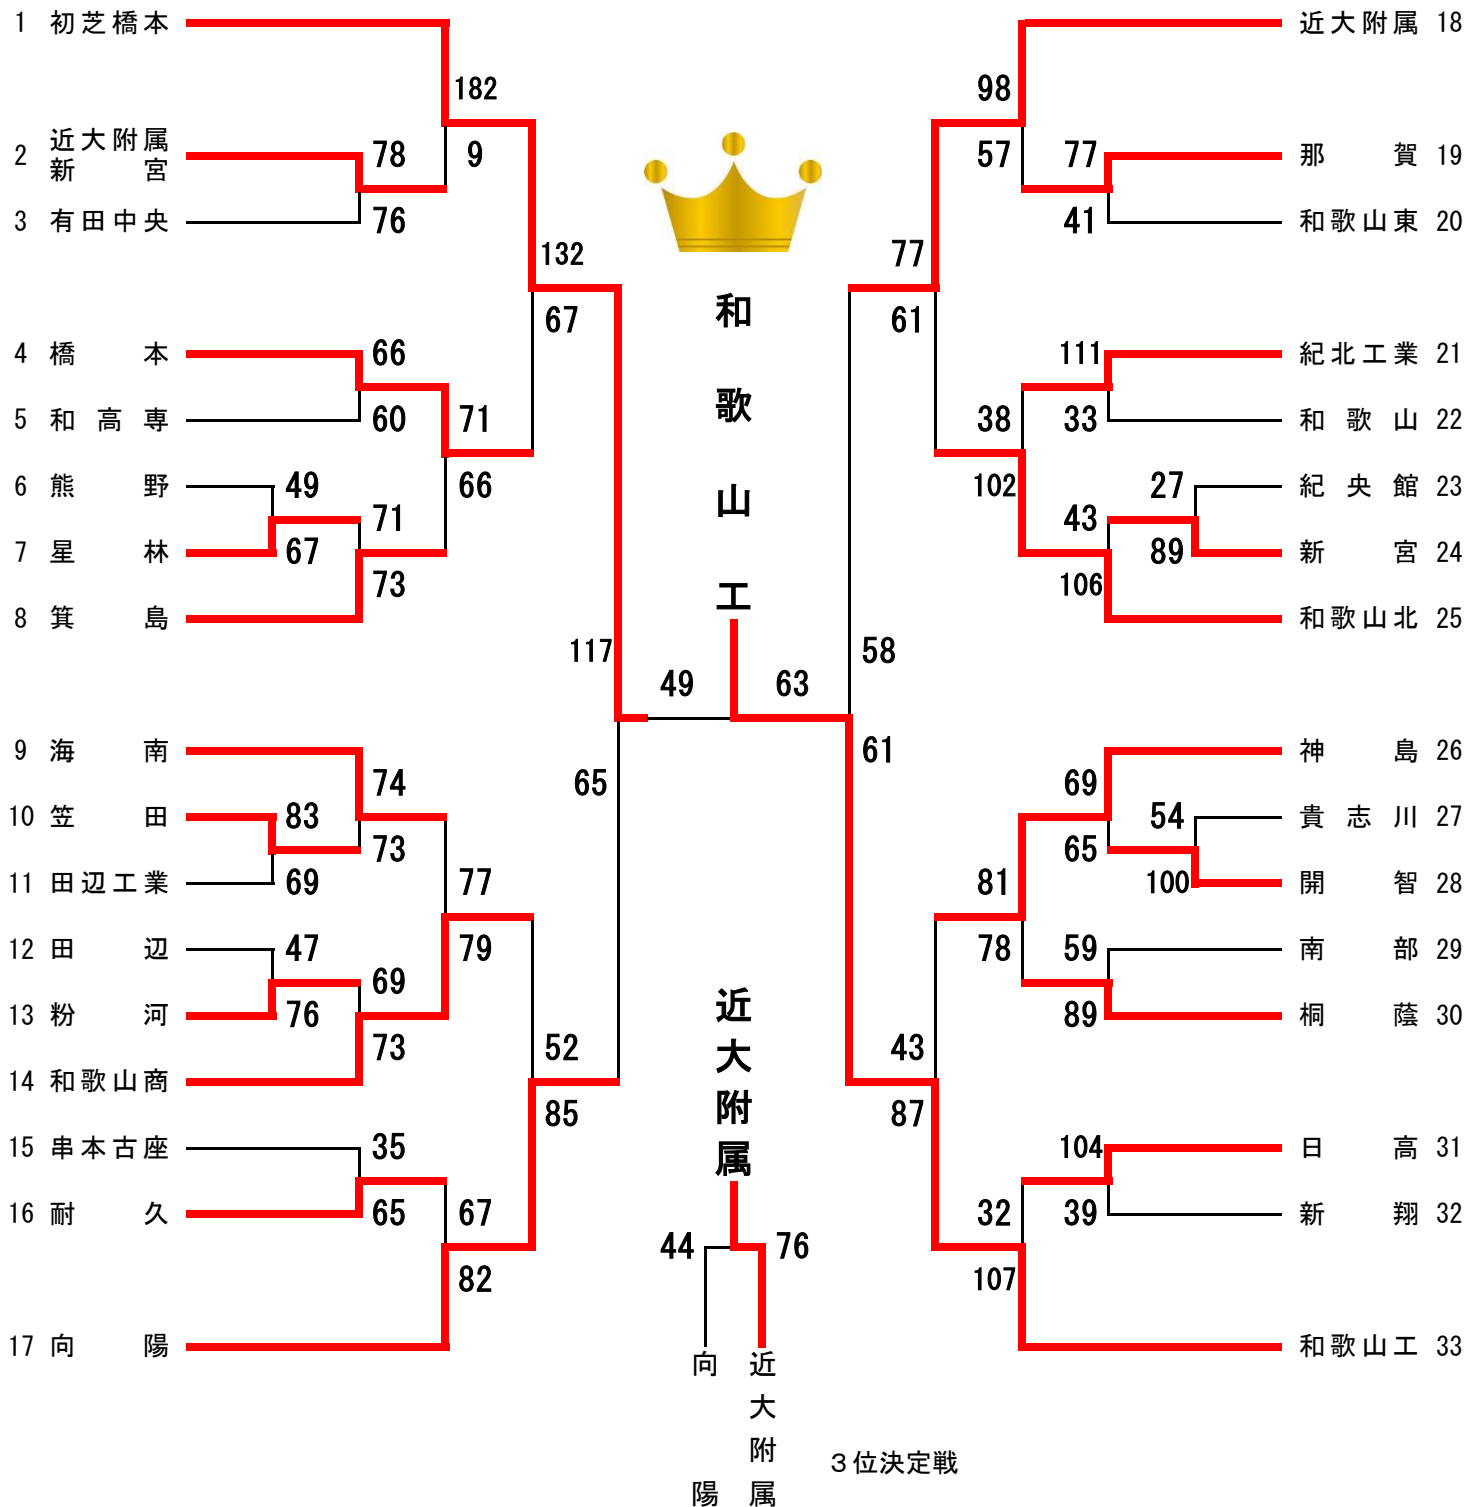 1 初芝橋本
182
2 近大附属新宮
78
9
3 有田中央
76
132
67
4 橋本
66
5 和高専
60
71
6 熊野
49
66
71
7 星林
67
73
8 箕島
117
65
9 海南
74
10 笠田
83
73
11 田辺工業
69
77
12 田辺
47
79
69
13 粉河
76
73
14 和歌山商
52
85
15 串本古座
35
16 耐久
65
67
82
17 向陽
和歌山工
49
63
近大附属 18
98
57
77
那賀 19
41
和歌山東 20
77
61
111
紀北工業 21
38
33
和歌山 22
102
27
紀央館 23
43
89
新宮 24
106
和歌山北 25
58
61
神島 26
69
54
貴志川 27
65
100
開智 28
81
78
59
南部 29
89
桐蔭 30
43
87
104
日高 31
32
39
新翔 32
107
和歌山工 33
近大附属
44
76
向陽
近大附属
３位決定戦